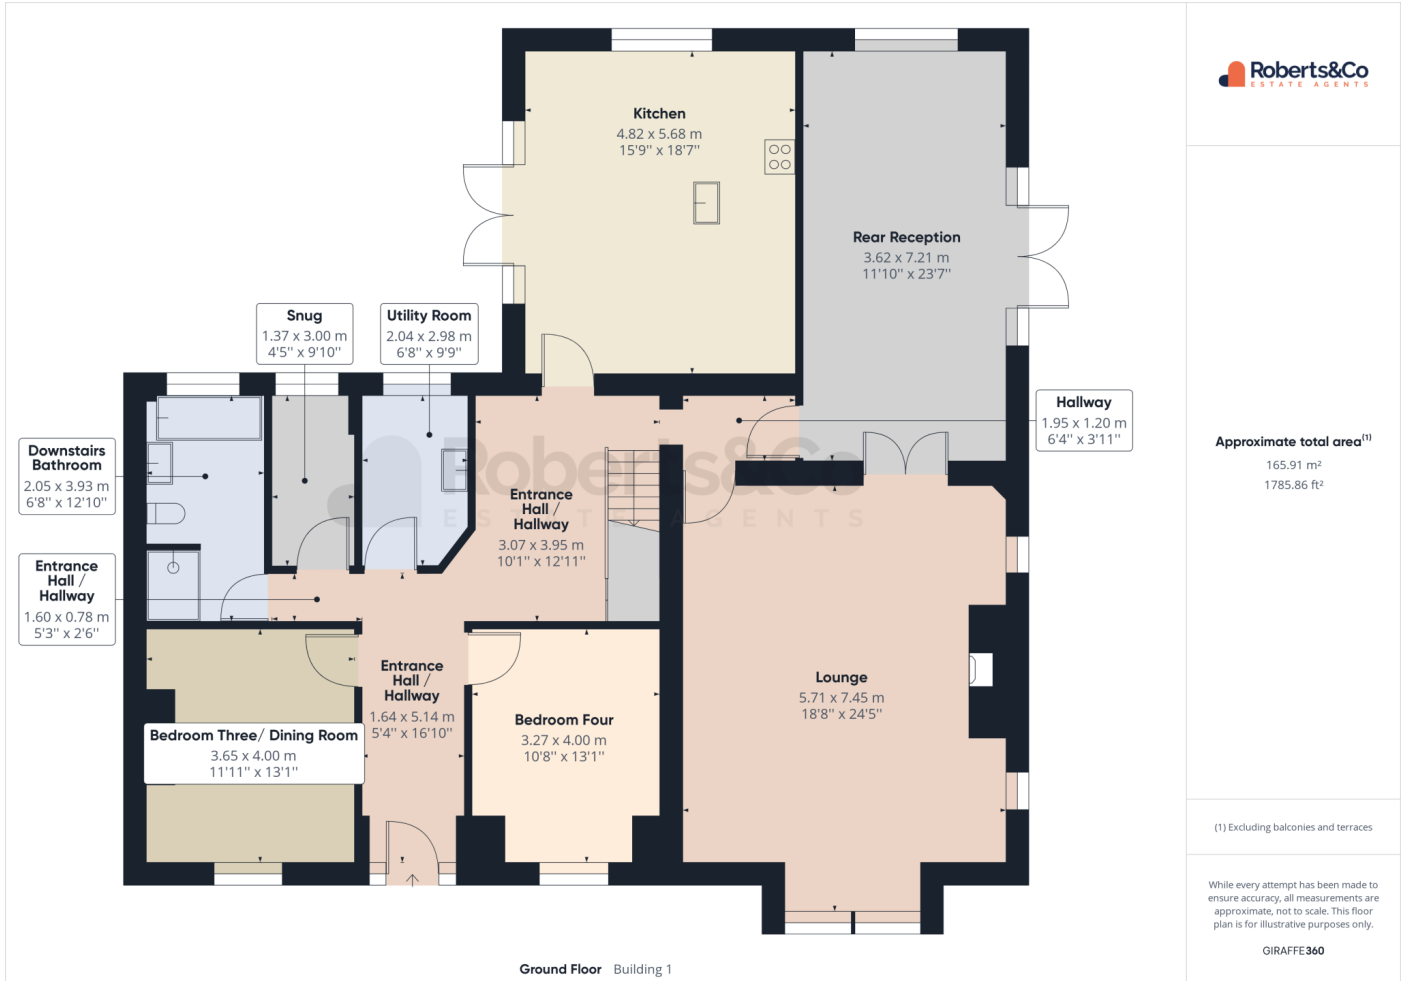 Roberts&Co
ESTATE AGENTS
Kitchen
4.82 x 5.68 m
15'9'' x 18'7''
Rear Reception
3.62 x 7.21 m
11'10'' x 23'7''
Snug
1.37 x 3.00 m
4'5'' x 9'10''
Utility Room
2.04 x 2.98 m
6'8'' x 9'9''
Hallway
1.95 x 1.20 m
6'4'' x 3'11''
Downstairs
Bathroom
2.05 x 3.93 m
6'8'' x 12'10''
Roberts&Co
ESTATE AGENTS
Entrance
Hall /
Hallway
3.07 x 3.95 m
10'1'' x 12'11''
Entrance
Hall /
Hallway
1.60 x 0.78 m
5'3'' x 2'6''
Entrance
Hall /
Hallway
1.64 x 5.14 m
5'4'' x 16'10''
Lounge
5.71 x 7.45 m
18'8'' x 24'5''
Bedroom Four
3.27 x 4.00 m
10'8'' x 13'1''
Bedroom Three/ Dining Room
3.65 x 4.00 m
11'11'' x 13'1''
Ground Floor Building 1
Approximate total area(1)
165.91 m²
1785.86 ft²
(1) Excluding balconies and terraces
While every attempt has been made to
ensure accuracy, all measurements are
approximate, not to scale. This floor
plan is for illustrative purposes only.
GIRAFFE360